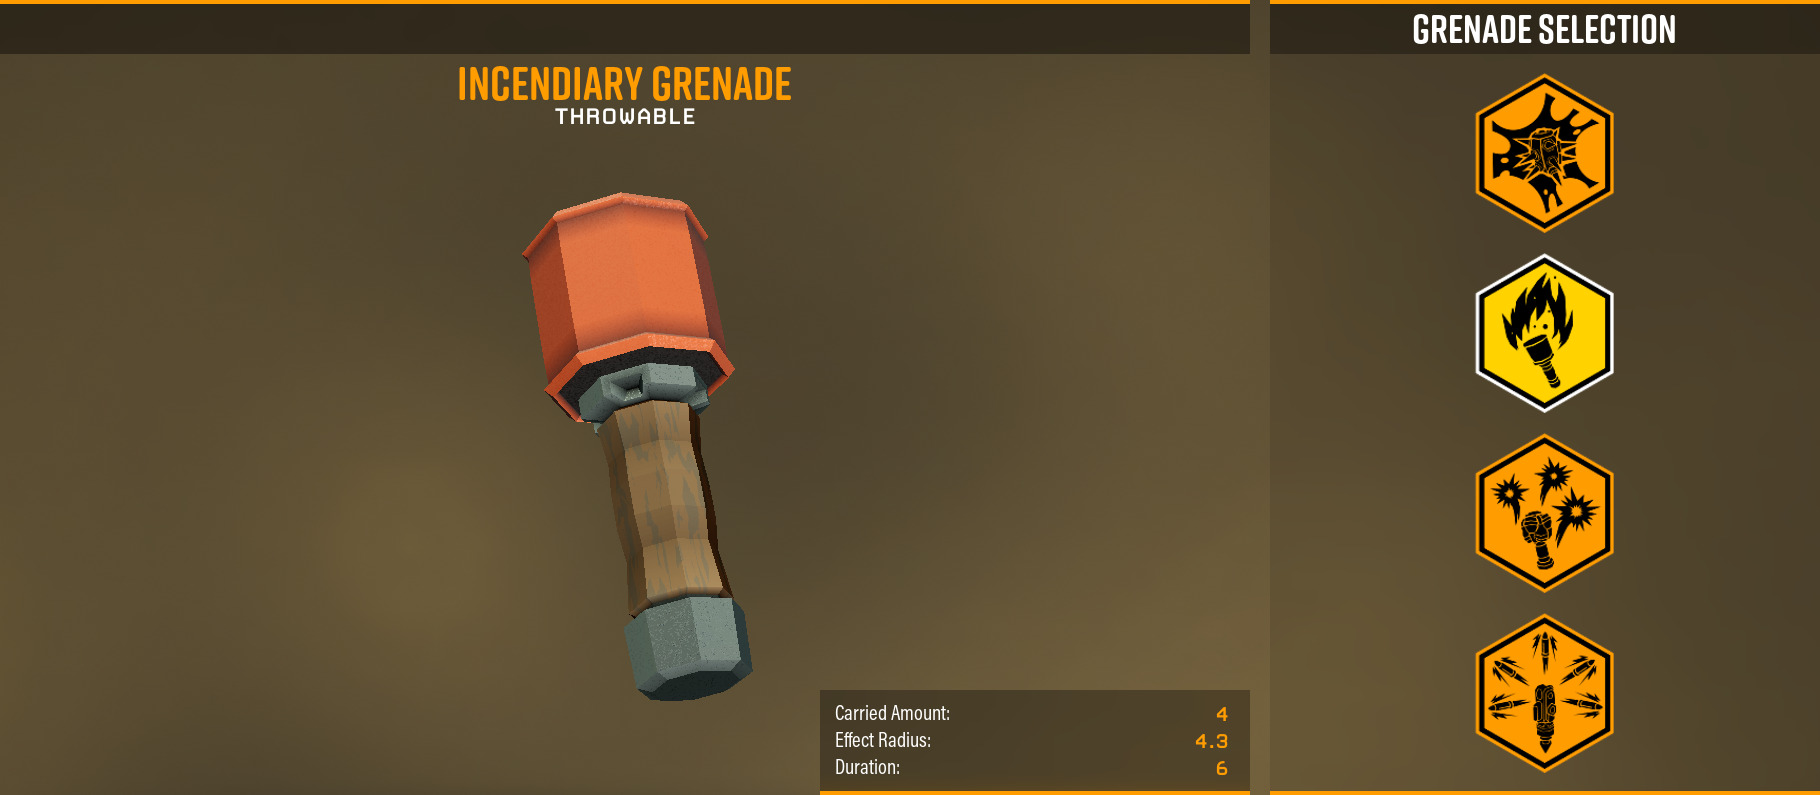 GRENADE SELECTION
INCENDIARY GRENADE
THROWABLE
Carried Amount: 4
Effect Radius: 4.3
Duration: 6